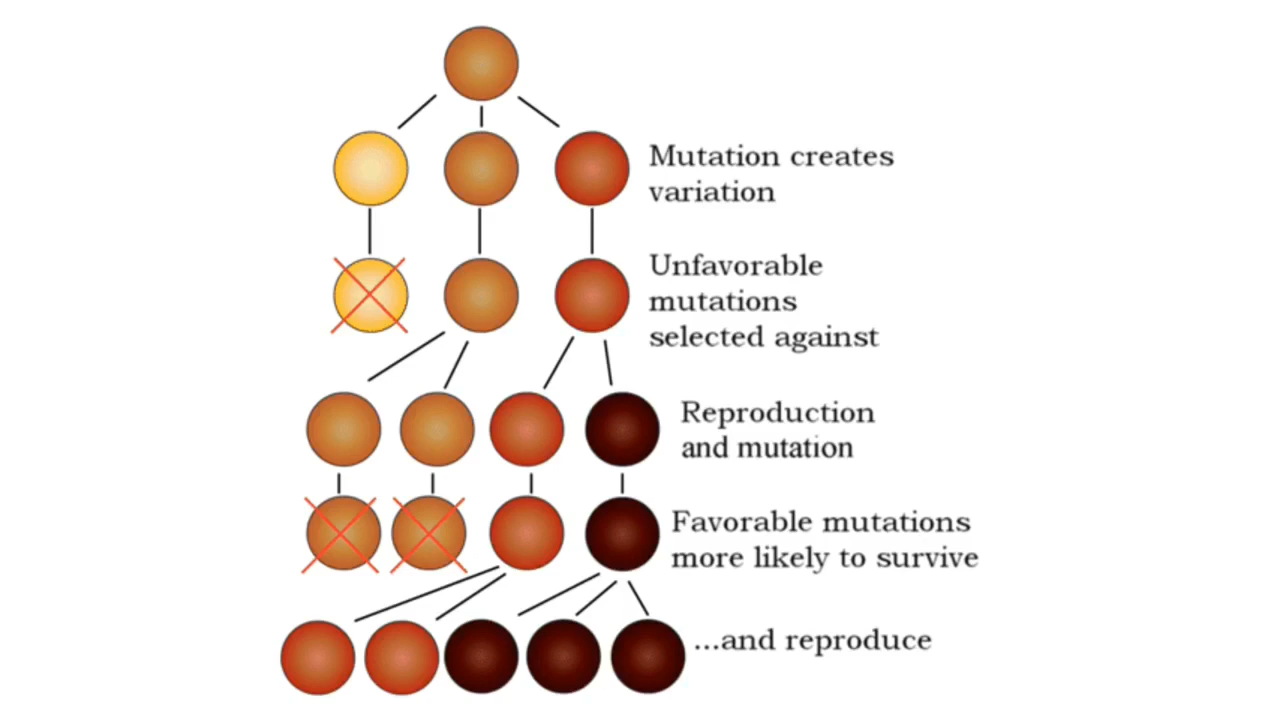 Mutation creates
variation
Unfavorable
mutations
selected against
Reproduction
and mutation
Favorable mutations
more likely to survive
...and reproduce